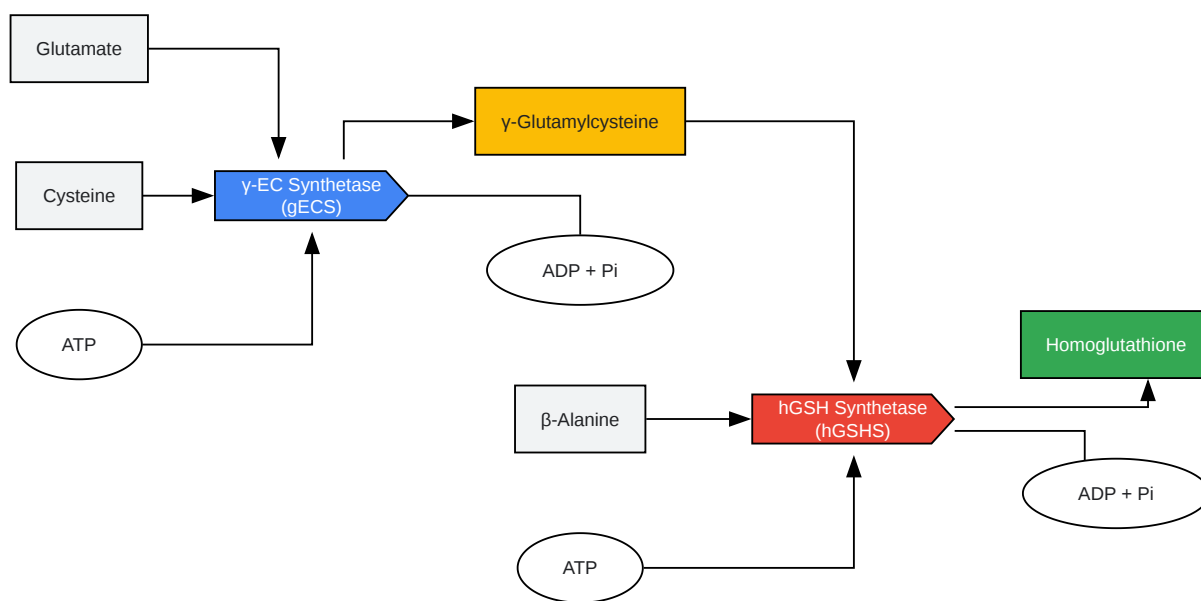 Glutamate
γ-Glutamylcysteine
Cysteine
γ-EC Synthetase
(gECS)
ADP + Pi
ATP
Homoglutathione
β-Alanine
hGSH Synthetase
(hGSHS)
ADP + Pi
ATP